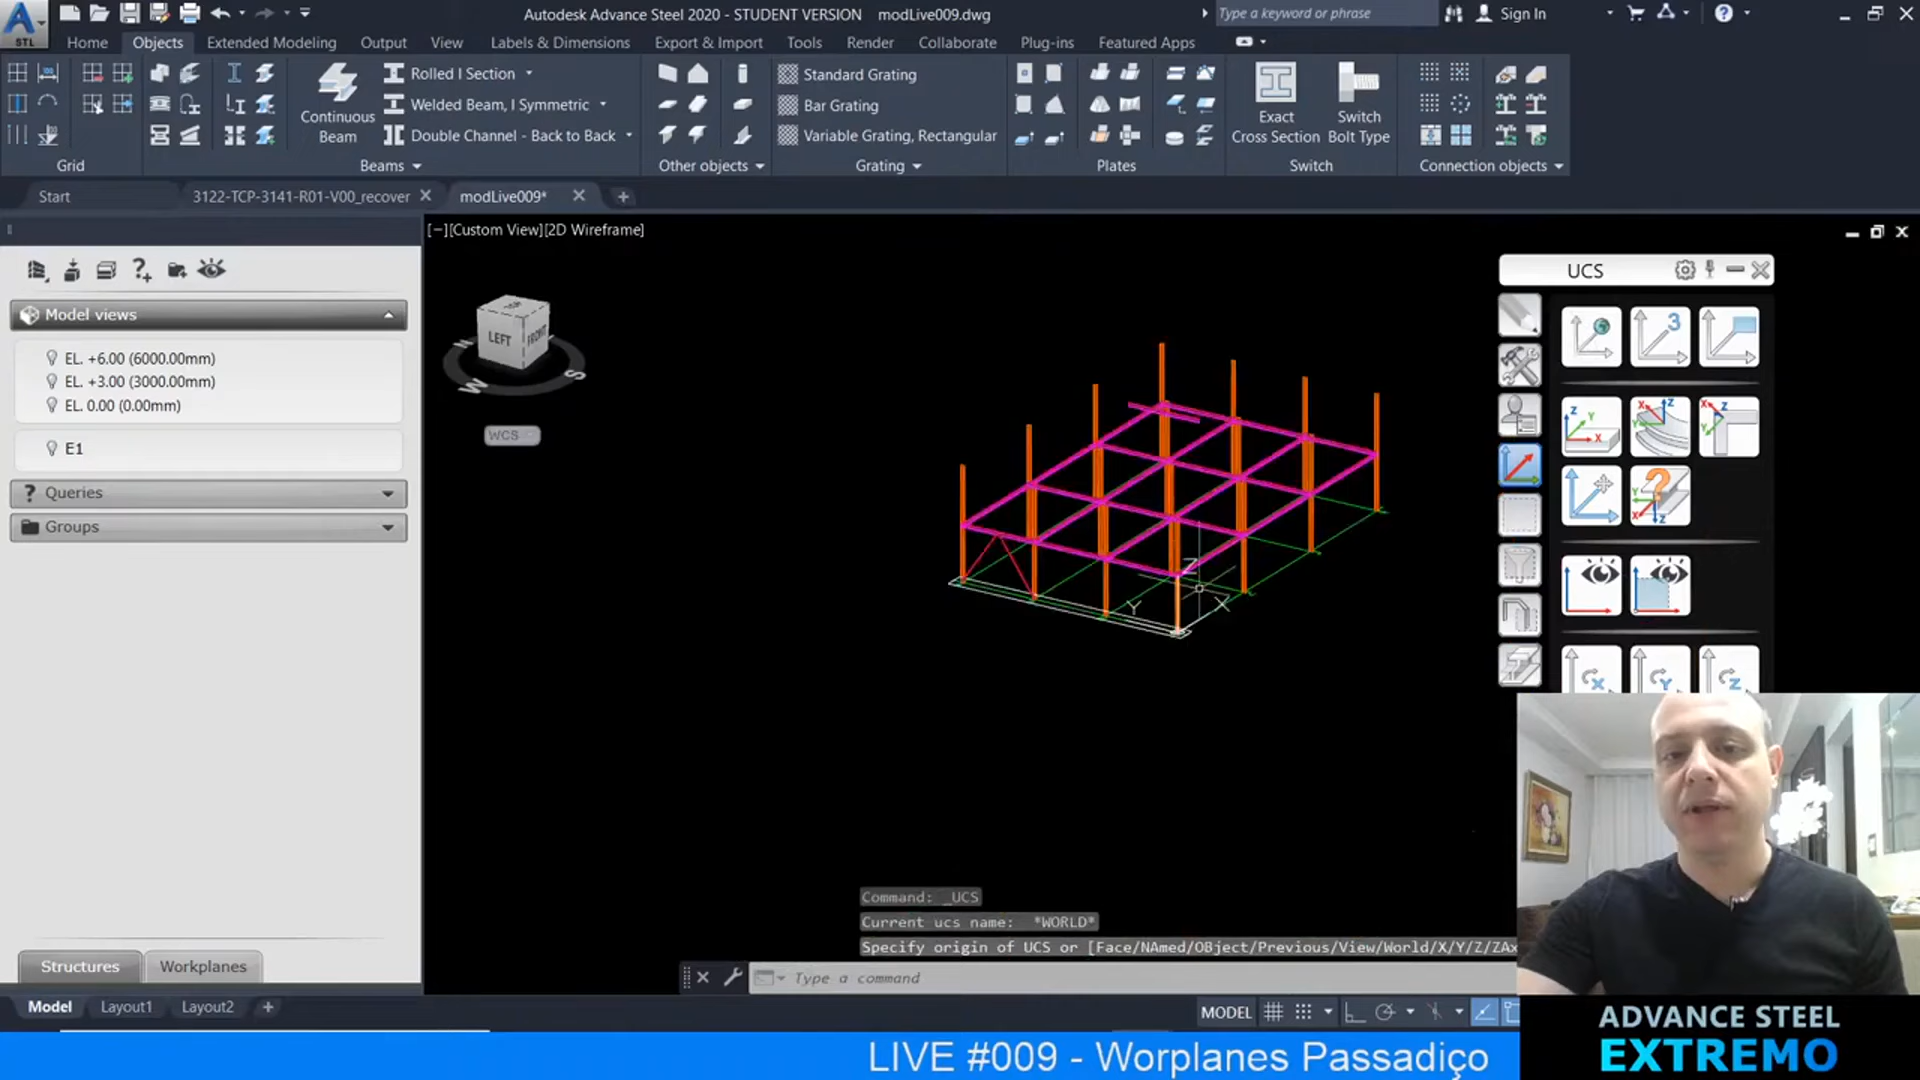 Autodesk Advance Steel 2020 - STUDENT VERSION modLive009.dwg
Type a keyword or phrase
Sign In
STL
Home Objects Extended Modeling Output View Labels & Dimensions Export & Import Tools Render Collaborate Plug-ins Featured Apps
Continuous Beam
Rolled I Section
Welded Beam, I Symmetric
Double Channel - Back to Back
Standard Grating
Bar Grating
Variable Grating, Rectangular
Exact Cross Section
Switch Bolt Type
Grid Beams Other objects Grating Plates Switch Connection objects
Start 3122-TCP-3141-R01-V00_recover modLive009*
[−][Custom View][2D Wireframe]
Model views
EL. +6.00 (6000.00mm)
EL. +3.00 (3000.00mm)
EL. 0.00 (0.00mm)
E1
Queries
Groups
TOP
LEFT
FRONT
W
S
WCS
Z
Y
X
UCS
3
Command: _UCS
Current ucs name: *WORLD*
Specify origin of UCS or [Face/NAmed/OBject/Previous/View/World/X/Y/Z/ZAx
Type a command
Structures Workplanes
Model Layout1 Layout2
MODEL
LIVE #009 - Worplanes Passadiço
ADVANCE STEEL
EXTREMO